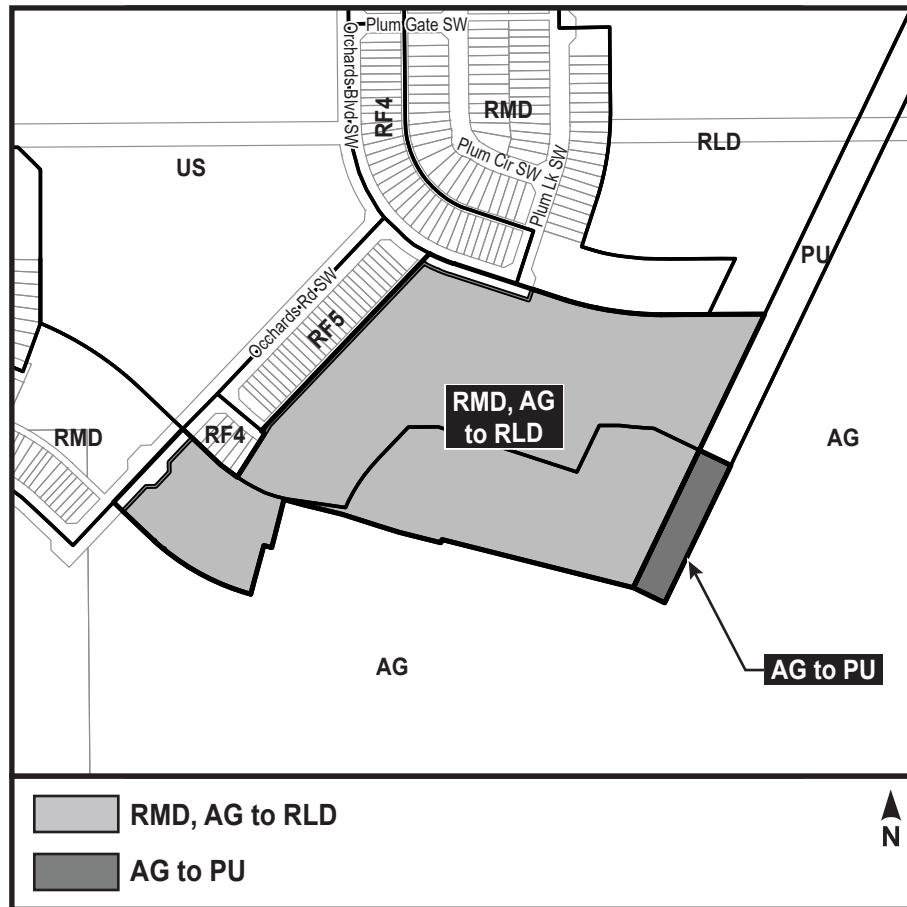 Plum Gate SW
Orchards Blvd SW
RF4
RMD
Plum Cir SW
Plum Lk SW
RLD
US
PU
Orchards Rd SW
RF5
RMD, AG
to RLD
RMD
RF4
AG
AG
AG to PU
RMD, AG to RLD
AG to PU
N